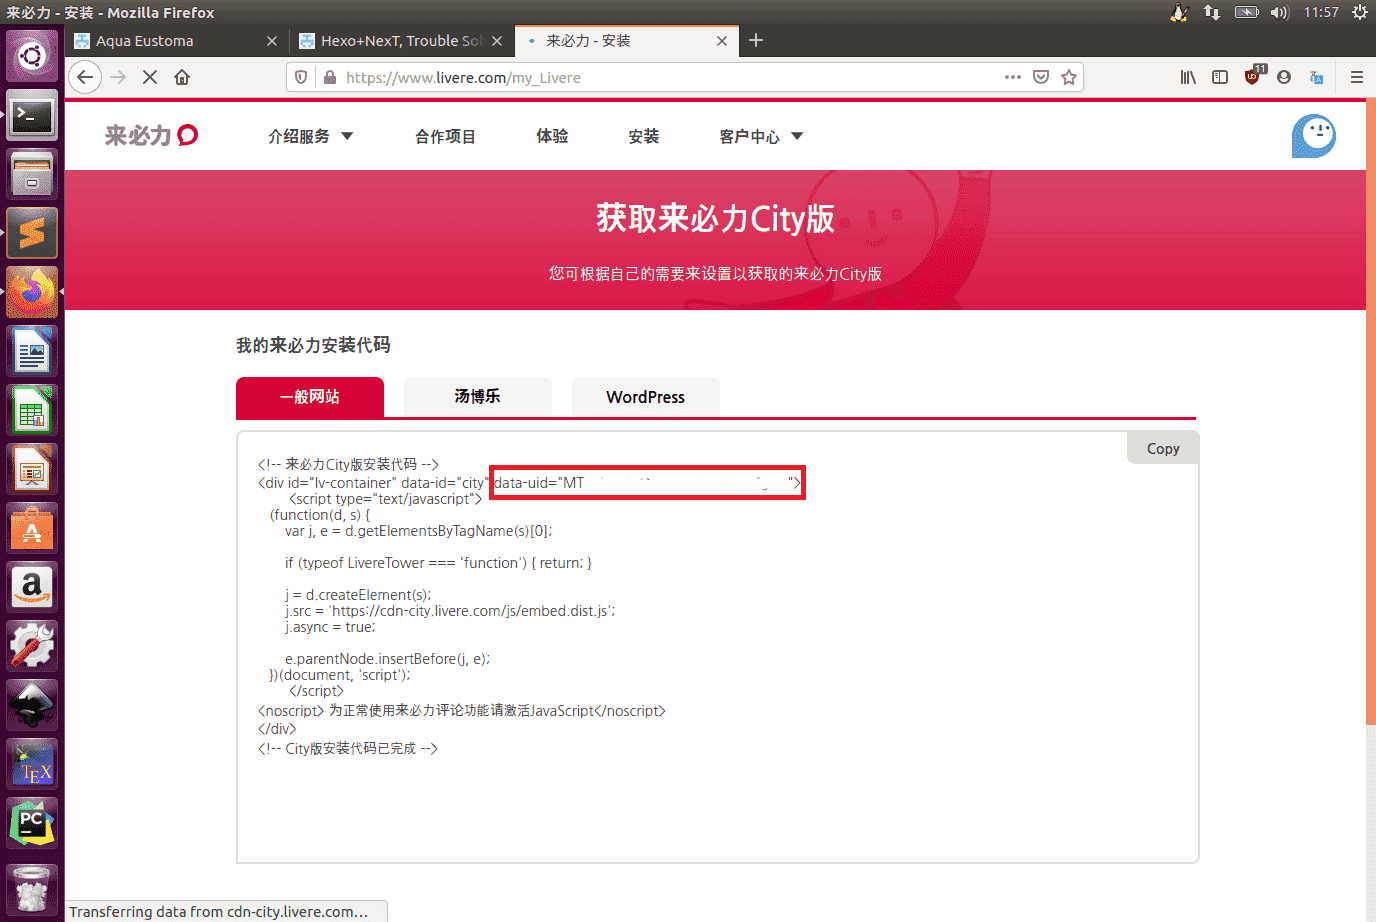 来必力 - 安装 - Mozilla Firefox
11:57
Aqua Eustoma
Hexo+NexT, Trouble Sol
来必力 - 安装
https://www.livere.com/my_Livere
11
来必力
介绍服务
合作项目
体验
安装
客户中心
获取来必力City版
您可根据自己的需要来设置以获取的来必力City版
我的来必力安装代码
一般网站
汤博乐
WordPress
Copy
<!-- 来必力City版安装代码 -->
<div id="lv-container" data-id="city" data-uid="MT ">
<script type="text/javascript">
(function(d, s) {
var j, e = d.getElementsByTagName(s)[0];
if (typeof LivereTower === 'function') { return; }
j = d.createElement(s);
j.src = 'https://cdn-city.livere.com/js/embed.dist.js';
j.async = true;
e.parentNode.insertBefore(j, e);
})(document, 'script');
</script>
<noscript> 为正常使用来必力评论功能请激活JavaScript</noscript>
</div>
<!-- City版安装代码已完成 -->
TEX
PC
Transferring data from cdn-city.livere.com...